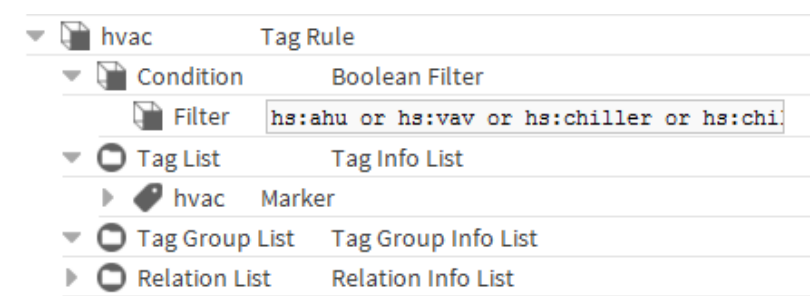 hvac Tag Rule
Condition Boolean Filter
Filter hs:ahu or hs:vav or hs:chiller or hs:chi
Tag List Tag Info List
hvac Marker
Tag Group List Tag Group Info List
Relation List Relation Info List